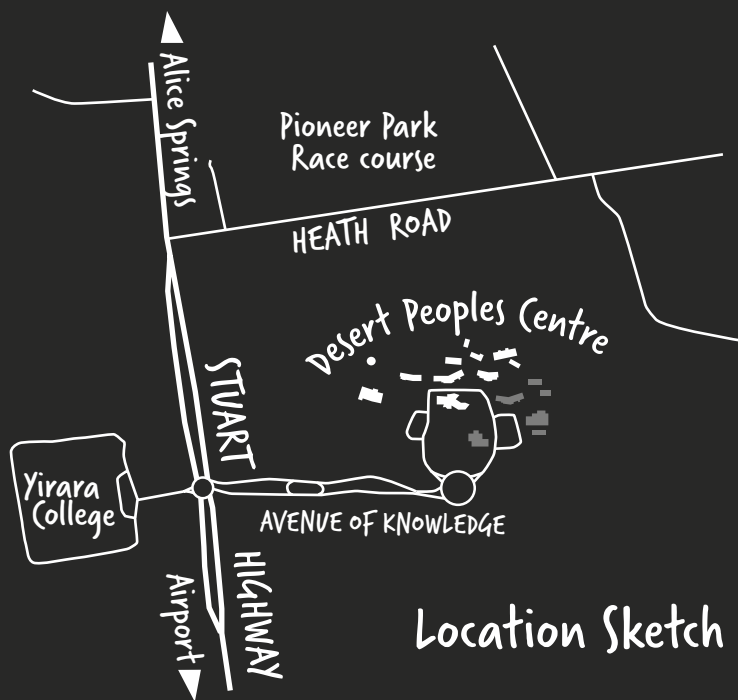 Alice Springs
Pioneer Park
Race course
HEATH ROAD
Desert Peoples Centre
STUART
Yirara
College
AVENUE OF KNOWLEDGE
HIGHWAY
Airport
Location Sketch